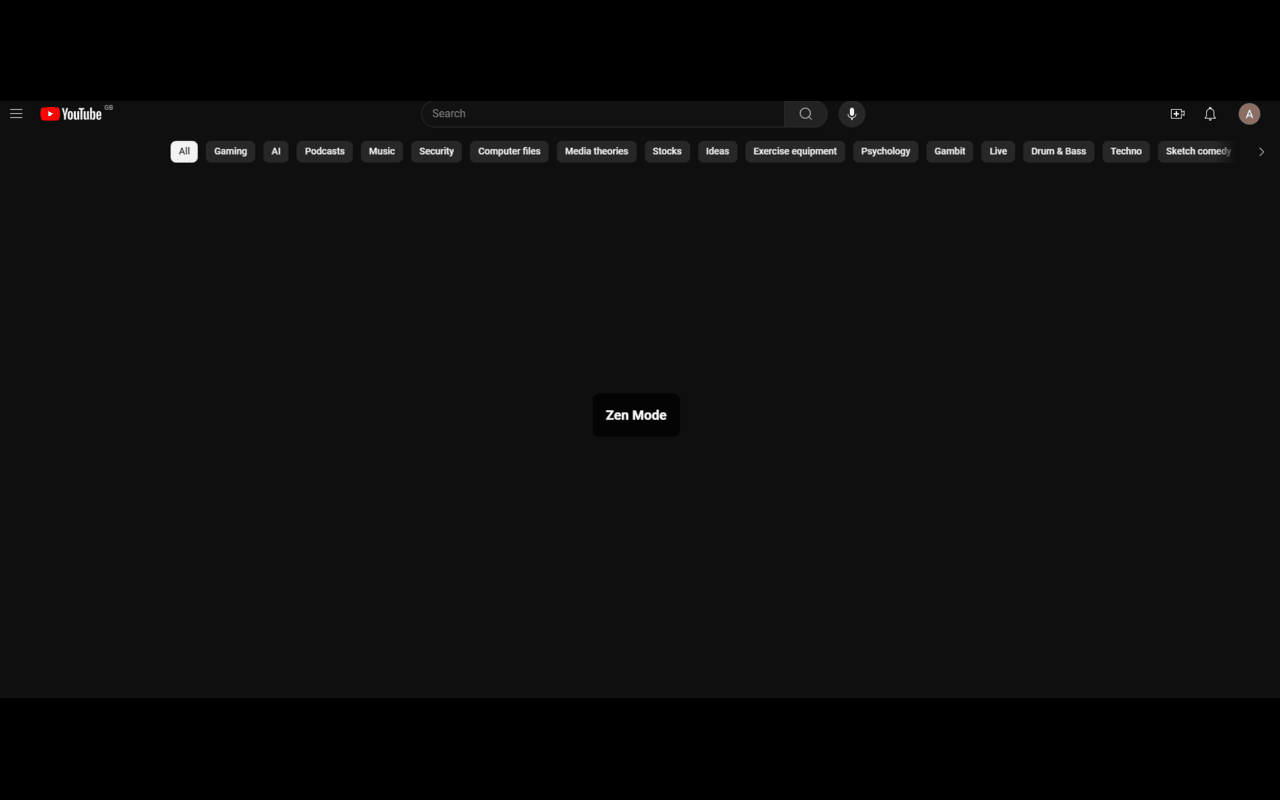 YouTube GB
Search
A
All Gaming AI Podcasts Music Security Computer files Media theories Stocks Ideas Exercise equipment Psychology Gambit Live Drum & Bass Techno Sketch comedy
Zen Mode